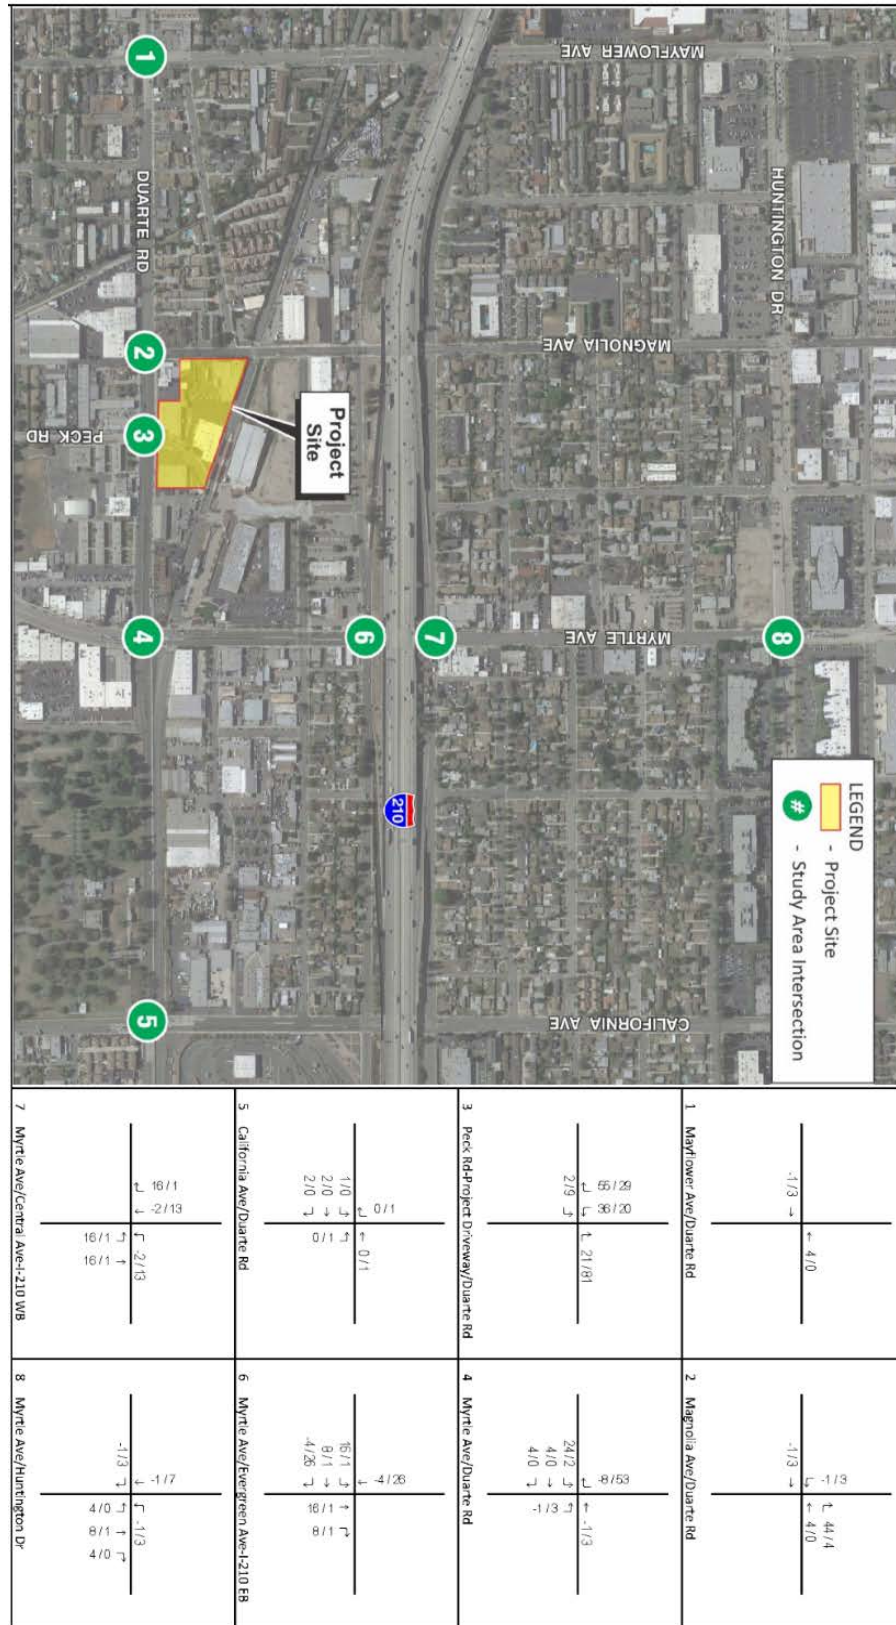 MAYFLOWER AVE
DUARTE RD
HUNTINGTON DR
MAGNOLIA AVE
PECK RD
Project
Site
MYRTLE AVE
210
CALIFORNIA AVE
1
2
3
4
5
6
7
8
LEGEND
- Project Site
# - Study Area Intersection
1 Mayflower Ave/Duarte Rd
4 / 0
-1 / 3
2 Magnolia Ave/Duarte Rd
-1 / 3
44 / 4
4 / 0
-1 / 3
3 Peck Rd-Project Driveway/Duarte Rd
55 / 29
36 / 20
21 / 81
2 / 9
4 Myrtle Ave/Duarte Rd
-8 / 53
-1 / 3
24 / 2
4 / 0
4 / 0
-1 / 3
5 California Ave/Duarte Rd
0 / 1
0 / 1
1 / 0
2 / 0
2 / 0
0 / 1
6 Myrtle Ave/Evergreen Ave-I-210 EB
-4 / 26
16 / 1
8 / 1
-4 / 26
16 / 1
8 / 1
7 Myrtle Ave/Central Ave-I-210 WB
16 / 1
-2 / 13
-2 / 13
16 / 1
16 / 1
8 Myrtle Ave/Huntington Dr
-1 / 7
-1 / 3
-1 / 3
4 / 0
8 / 1
4 / 0